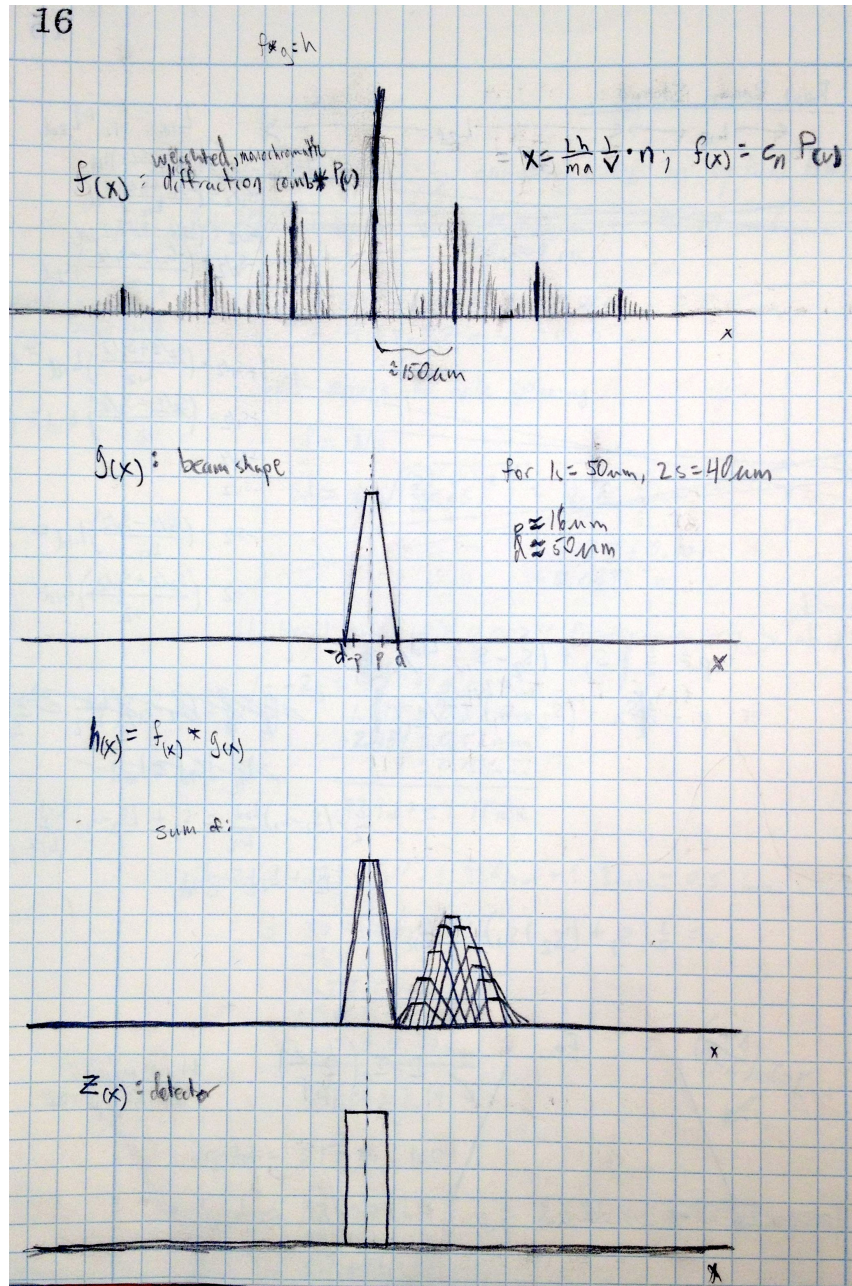 16
f*g=h
weighted, monochromatic
f(x) = diffraction comb * P(v)
x = Lh/ma 1/v · n; f(x) = cₙ P(v)
x
≈150um
g(x): beam shape
for 1s = 50um, 2s = 40um
p ≈ 16um
d ≈ 50um
-d -p p d
x
h(x) = f(x) * g(x)
sum of:
x
Z(x) = detector
x